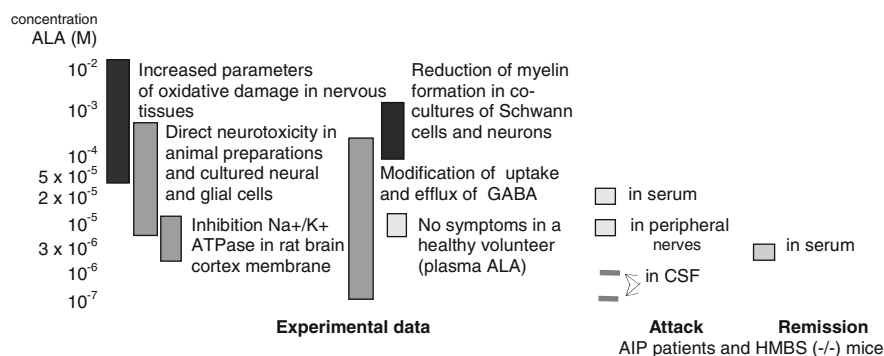 concentration
ALA (M)
10-2
10-3
10-4
5 x 10-5
2 x 10-5
10-5
3 x 10-6
10-6
10-7
Increased parameters
of oxidative damage in nervous
tissues
Direct neurotoxicity in
animal preparations
and cultured neural
and glial cells
Inhibition Na+/K+
ATPase in rat brain
cortex membrane
Reduction of myelin
formation in co-
cultures of Schwann
cells and neurons
Modification of uptake
and efflux of GABA
No symptoms in a
healthy volunteer
(plasma ALA)
in serum
in peripheral
nerves
in CSF
in serum
Experimental data
Attack
Remission
AIP patients and HMBS (-/-) mice